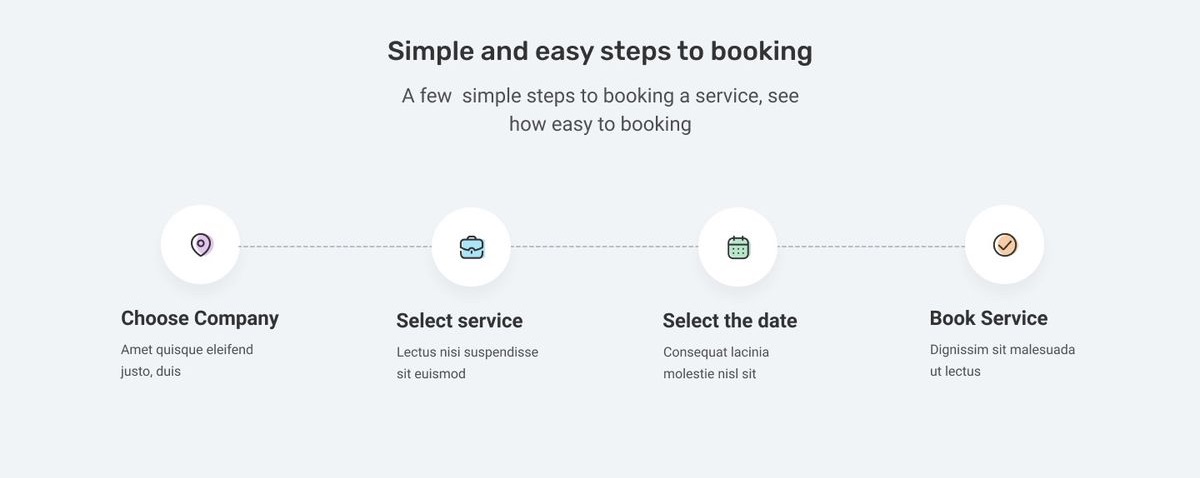 Simple and easy steps to booking
A few  simple steps to booking a service, see
how easy to booking
Choose Company
Amet quisque eleifend
justo, duis
Select service
Lectus nisi suspendisse
sit euismod
Select the date
Consequat lacinia
molestie nisl sit
Book Service
Dignissim sit malesuada
ut lectus